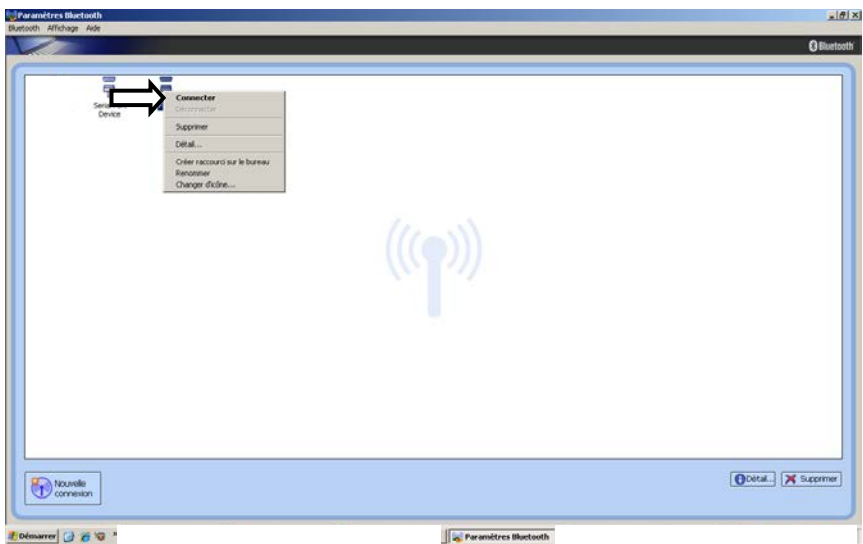 Paramètres Bluetooth
Bluetooth Affichage Aide
Bluetooth
Device
Connecter
Déconnecter
Supprimer
Détail...
Créer raccourci sur le bureau
Renommer
Changer d'icône...
Nouvelle
connexion
Détail... Supprimer
Démarrer
Paramètres Bluetooth